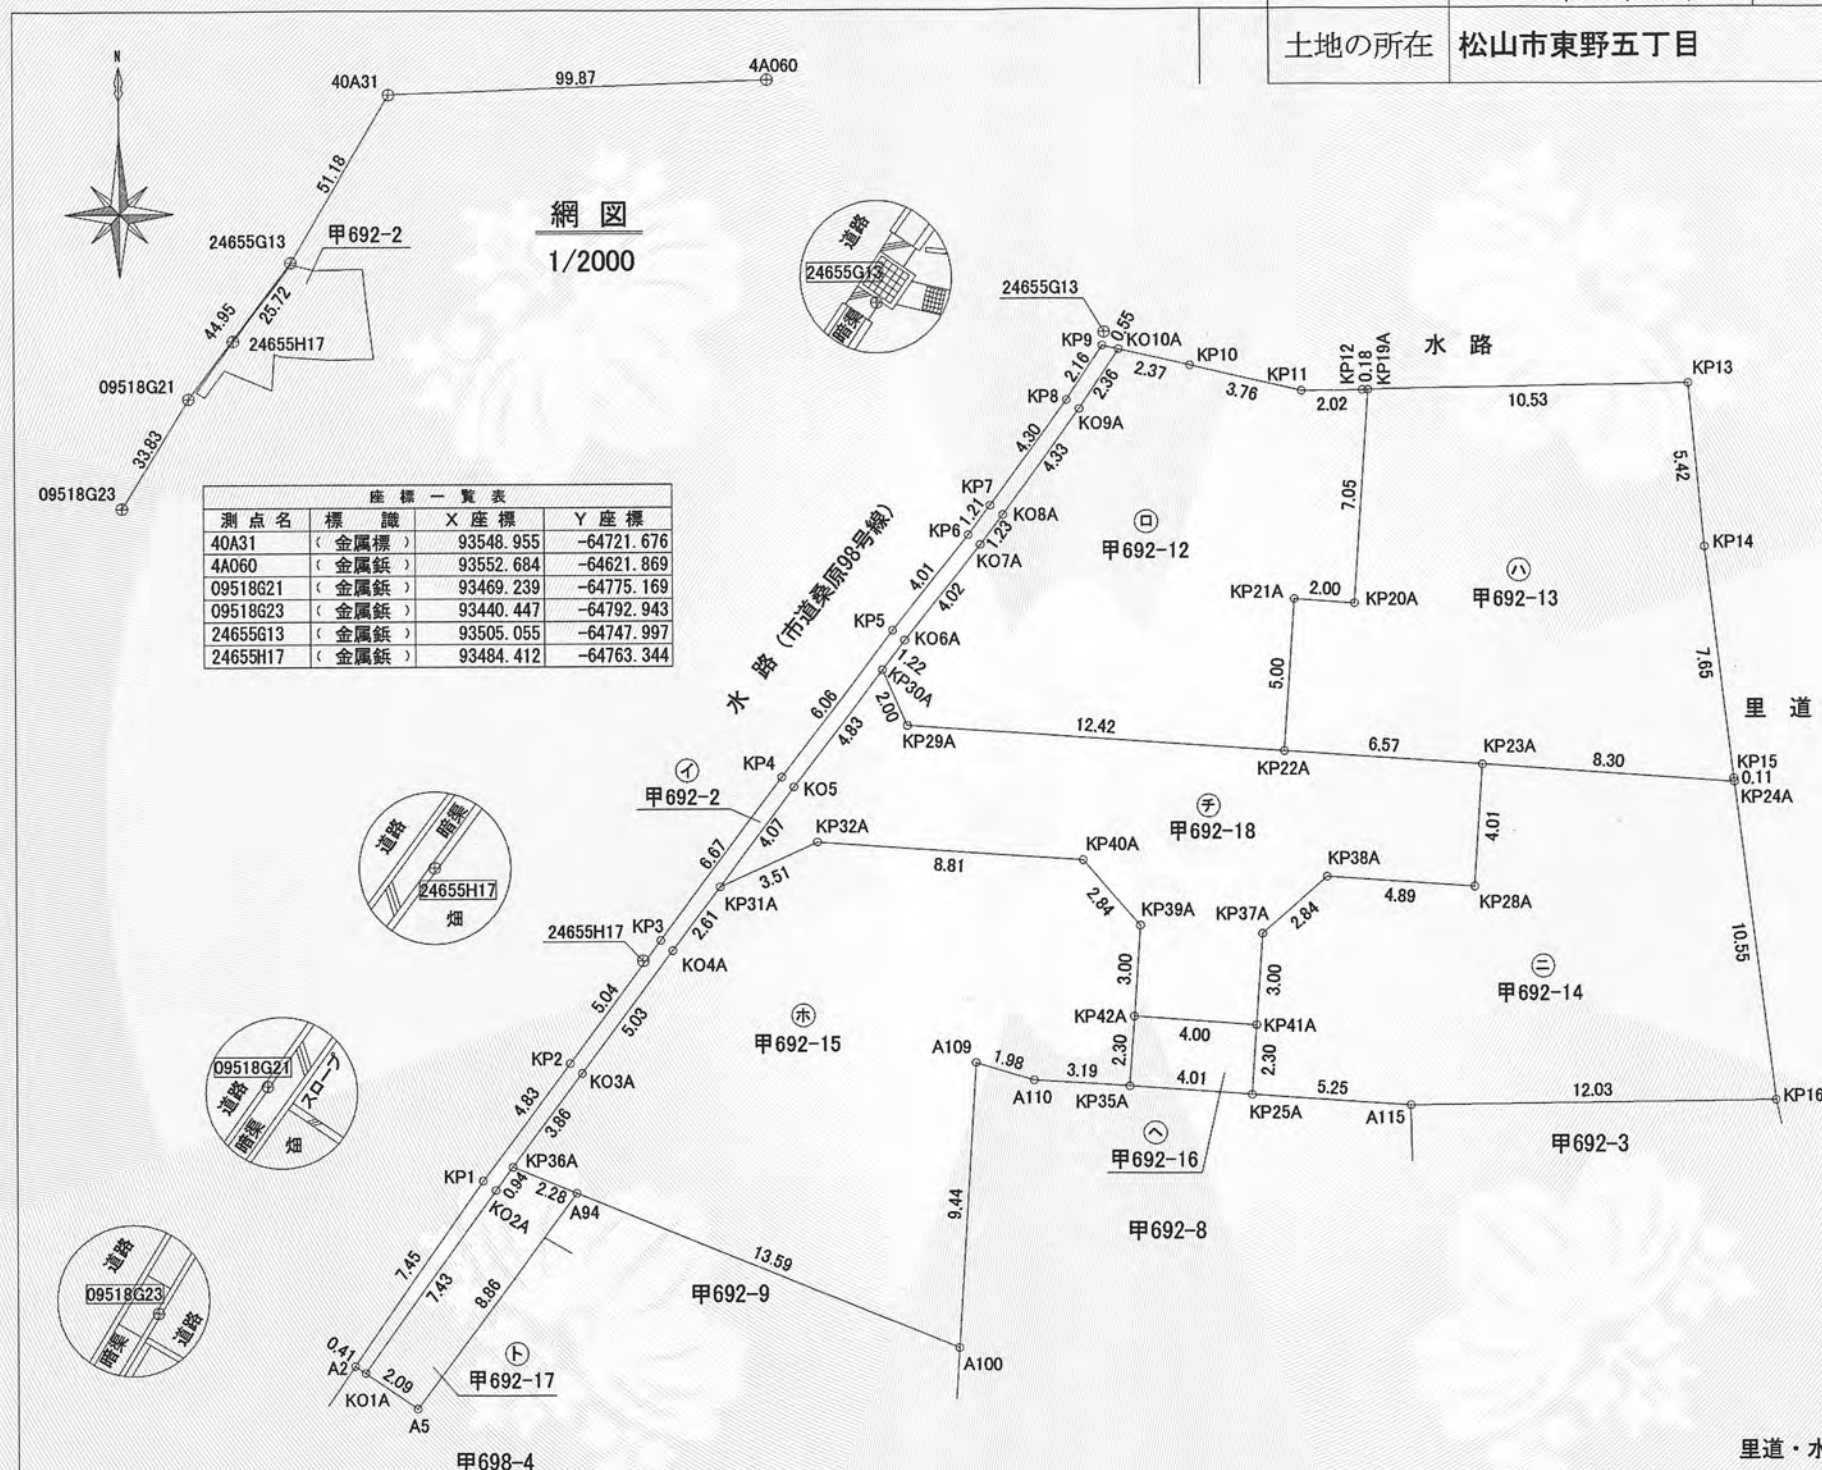 土地の所在 松山市東野五丁目
N
40A31
99.87
4A060
51.18
24655G13
甲692-2
44.95
25.72
24655H17
09518G21
33.83
09518G23
網 図
1/2000
座 標 一 覧 表
測 点 名 標 識 X 座 標 Y 座 標
40A31 ( 金属標 ) 93548.955 -64721.676
4A060 ( 金属鋲 ) 93552.684 -64621.869
09518G21 ( 金属鋲 ) 93469.239 -64775.169
09518G23 ( 金属鋲 ) 93440.447 -64792.943
24655G13 ( 金属鋲 ) 93505.055 -64747.997
24655H17 ( 金属鋲 ) 93484.412 -64763.344
道路
24655G13
暗渠
24655G13
KP9
0.55
KO10A
2.37
KP10
3.76
KP11
2.02
KP12
0.18
KP19A
水 路
10.53
KP13
2.16
2.36
KP8
KO9A
4.30
4.33
5.42
7.05
KP7
1.21
KO8A
KP6
1.23
KO7A
㋺
甲692-12
KP14
㋩
甲692-13
KP21A
2.00
KP20A
4.01
4.02
水 路 (市道桑原98号線)
KP5
KO6A
1.22
KP30A
2.00
KP29A
5.00
7.65
里 道
6.06
4.83
12.42
KP22A
6.57
KP23A
8.30
KP15
0.11
KP24A
KP4
KO5
㋑
甲692-2
㋠
甲692-18
4.01
6.67
4.07
KP32A
8.81
KP40A
KP38A
4.89
KP28A
3.51
KP31A
2.84
KP39A
KP37A
2.84
道路
暗渠
24655H17
畑
24655H17
KP3
2.61
KO4A
10.55
3.00
3.00
㋥
甲692-14
5.04
5.03
㋭
甲692-15
KP42A
4.00
KP41A
KP2
KO3A
A109
1.98
A110
3.19
2.30
KP35A
4.01
2.30
KP25A
5.25
A115
12.03
KP16
09518G21
道路
スロープ
暗渠
畑
4.83
3.86
㋬
甲692-16
甲692-3
KP1
KP36A
0.94
KO2A
2.28
A94
9.44
甲692-8
13.59
道路
09518G23
暗渠
道路
7.45
7.43
8.86
甲692-9
0.41
A2
KO1A
2.09
A5
㋣
甲692-17
A100
甲698-4
里道・水